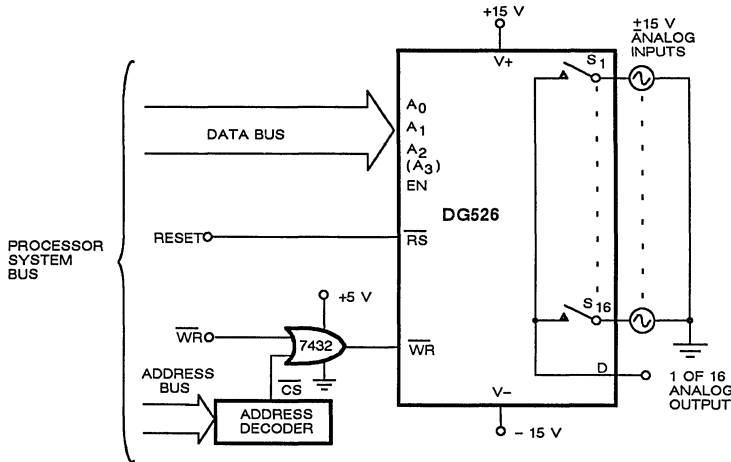 +15 V
±15 V
ANALOG
INPUTS
V+
S1
A0
A1
A2
(A3)
EN
DATA BUS
DG526
RESET
RS
PROCESSOR
SYSTEM
BUS
+5 V
WR
7432
WR
S16
CS
ADDRESS
BUS
ADDRESS
DECODER
D
1 OF 16
ANALOG
OUTPUT
V−
- 15 V